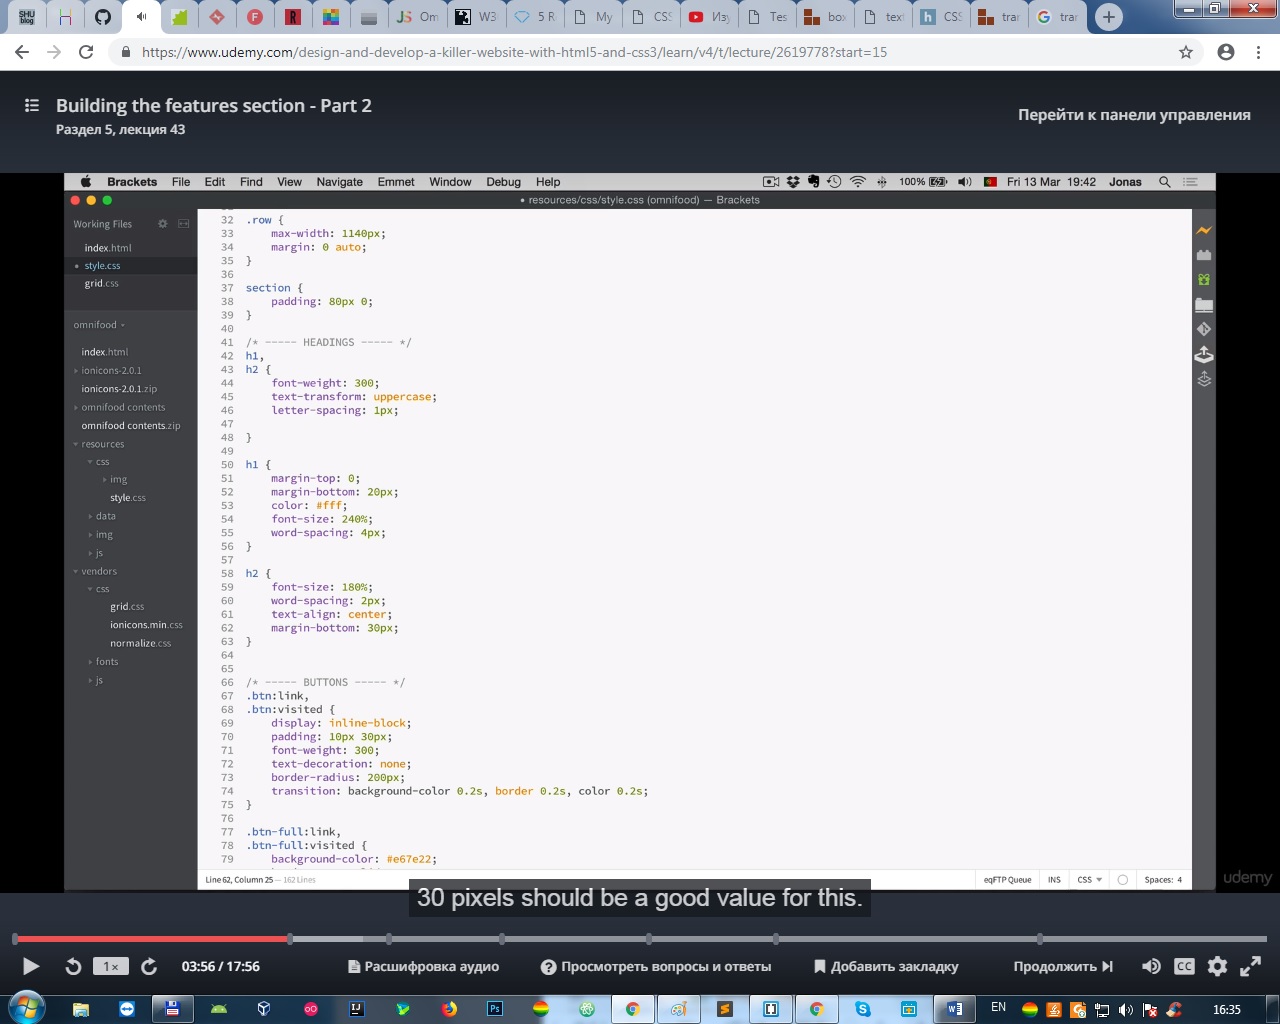 SHU
blog
H
F
R
JS Om
W3
5 R
My
CSS
Изу
Tes
box
text
h CSS
trar
G trar
https://www.udemy.com/design-and-develop-a-killer-website-with-html5-and-css3/learn/v4/t/lecture/2619778?start=15
Building the features section - Part 2
Раздел 5, лекция 43
Перейти к панели управления
Brackets File Edit Find View Navigate Emmet Window Debug Help 100% Fri 13 Mar 19:42 Jonas
• resources/css/style.css (omnifood) — Brackets
Working Files
index.html
• style.css
grid.css
omnifood
index.html
ionicons-2.0.1
ionicons-2.0.1.zip
omnifood contents
omnifood contents.zip
resources
css
img
style.css
data
img
js
vendors
css
grid.css
ionicons.min.css
normalize.css
fonts
js
32 .row {
33 max-width: 1140px;
34 margin: 0 auto;
35 }
36
37 section {
38 padding: 80px 0;
39 }
40
41 /* ----- HEADINGS ----- */
42 h1,
43 h2 {
44 font-weight: 300;
45 text-transform: uppercase;
46 letter-spacing: 1px;
47
48 }
49
50 h1 {
51 margin-top: 0;
52 margin-bottom: 20px;
53 color: #fff;
54 font-size: 240%;
55 word-spacing: 4px;
56 }
57
58 h2 {
59 font-size: 180%;
60 word-spacing: 2px;
61 text-align: center;
62 margin-bottom: 30px;
63 }
64
65
66 /* ----- BUTTONS ----- */
67 .btn:link,
68 .btn:visited {
69 display: inline-block;
70 padding: 10px 30px;
71 font-weight: 300;
72 text-decoration: none;
73 border-radius: 200px;
74 transition: background-color 0.2s, border 0.2s, color 0.2s;
75 }
76
77 .btn-full:link,
78 .btn-full:visited {
79 background-color: #e67e22;
Line 62, Column 25 — 162 Lines
eqFTP Queue INS CSS Spaces: 4
udemy
30 pixels should be a good value for this.
1× 03:56 / 17:56
Расшифровка аудио
Просмотреть вопросы и ответы
Добавить закладку
Продолжить
CC
EN 16:35